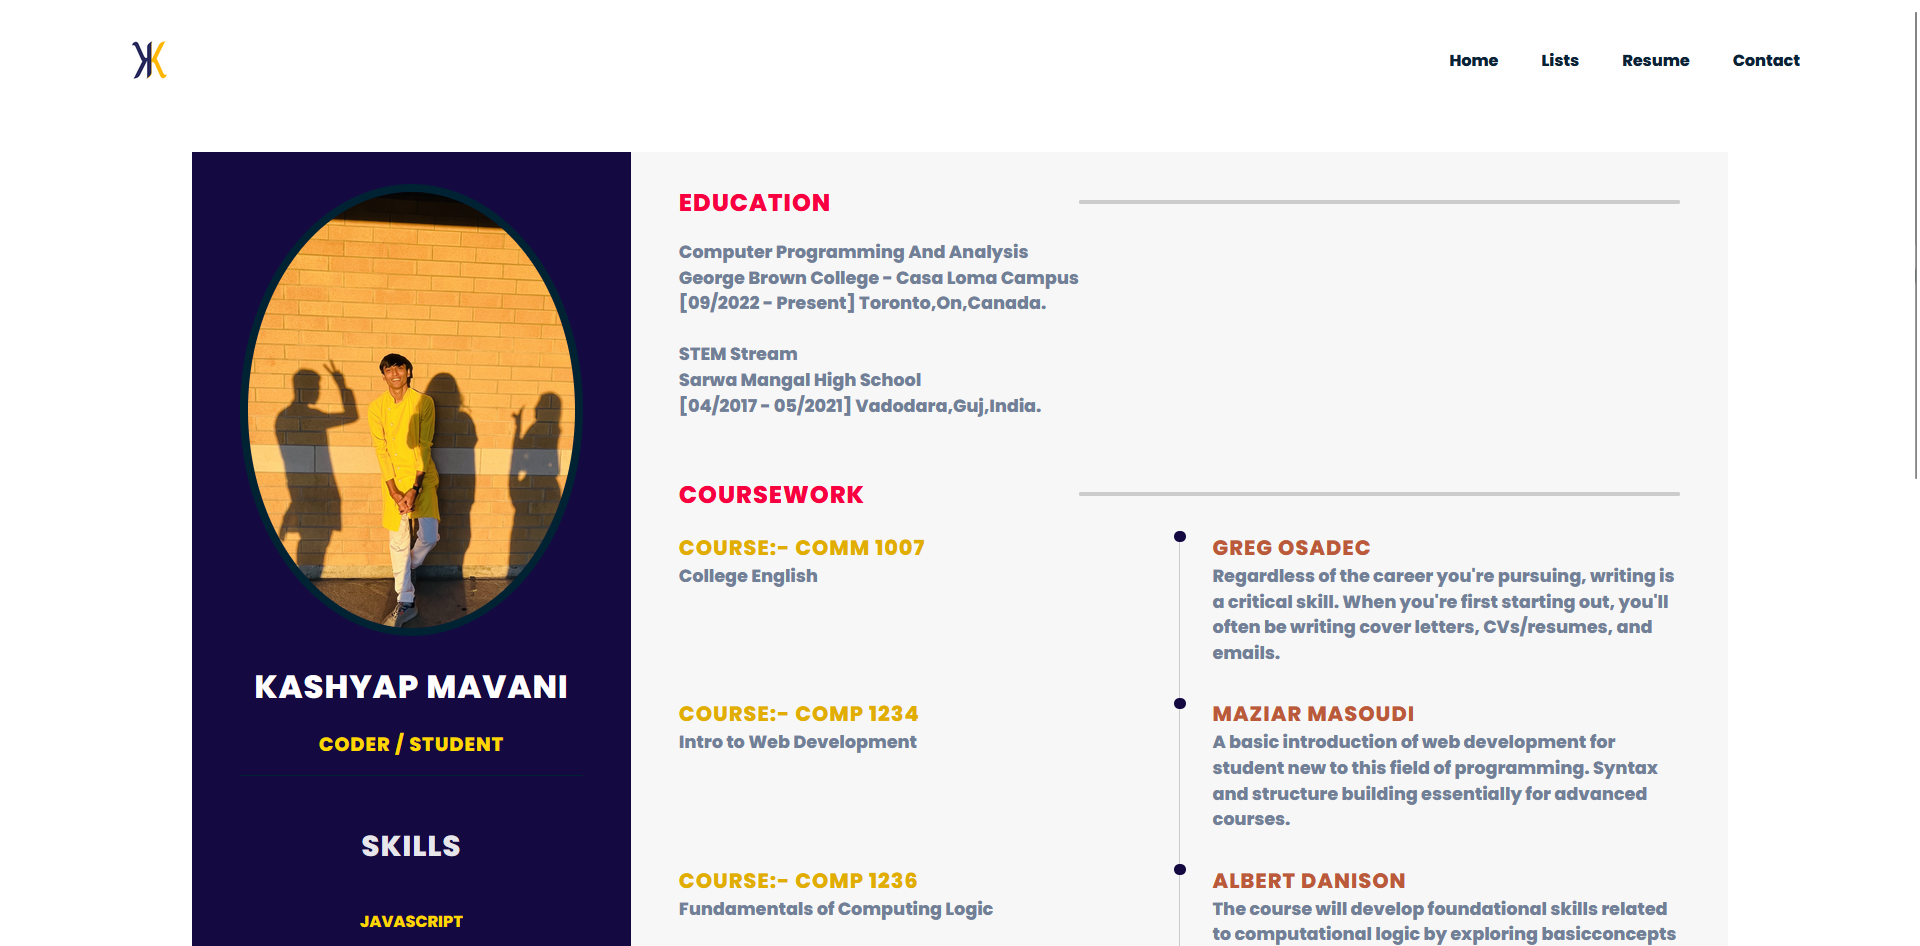 Home Lists Resume Contact
KASHYAP MAVANI
CODER / STUDENT
SKILLS
JAVASCRIPT
EDUCATION
Computer Programming And Analysis
George Brown College - Casa Loma Campus
[09/2022 - Present] Toronto,On,Canada.
STEM Stream
Sarwa Mangal High School
[04/2017 - 05/2021] Vadodara,Guj,India.
COURSEWORK
COURSE:- COMM 1007
College English
GREG OSADEC
Regardless of the career you're pursuing, writing is
a critical skill. When you're first starting out, you'll
often be writing cover letters, CVs/resumes, and
emails.
COURSE:- COMP 1234
Intro to Web Development
MAZIAR MASOUDI
A basic introduction of web development for
student new to this field of programming. Syntax
and structure building essentially for advanced
courses.
COURSE:- COMP 1236
Fundamentals of Computing Logic
ALBERT DANISON
The course will develop foundational skills related
to computational logic by exploring basicconcepts